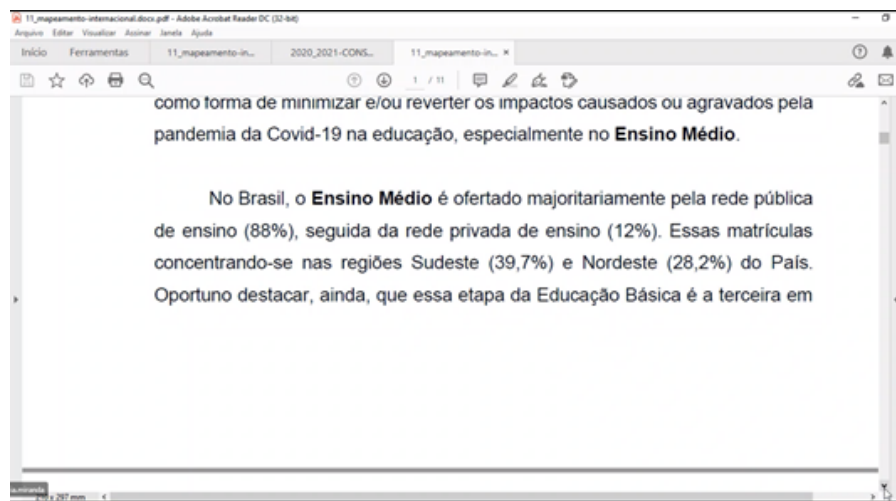 11_mapeamento-internacional.docx.pdf - Adobe Acrobat Reader DC (32-bit)
Arquivo Editar Visualizar Assinar Janela Ajuda
Início Ferramentas 11_mapeamento-in... 2020_2021-CONS... 11_mapeamento-in... ×
1 / 11
como forma de minimizar e/ou reverter os impactos causados ou agravados pela
pandemia da Covid-19 na educação, especialmente no Ensino Médio.
No Brasil, o Ensino Médio é ofertado majoritariamente pela rede pública
de ensino (88%), seguida da rede privada de ensino (12%). Essas matrículas
concentrando-se nas regiões Sudeste (39,7%) e Nordeste (28,2%) do País.
Oportuno destacar, ainda, que essa etapa da Educação Básica é a terceira em
x 297 mm